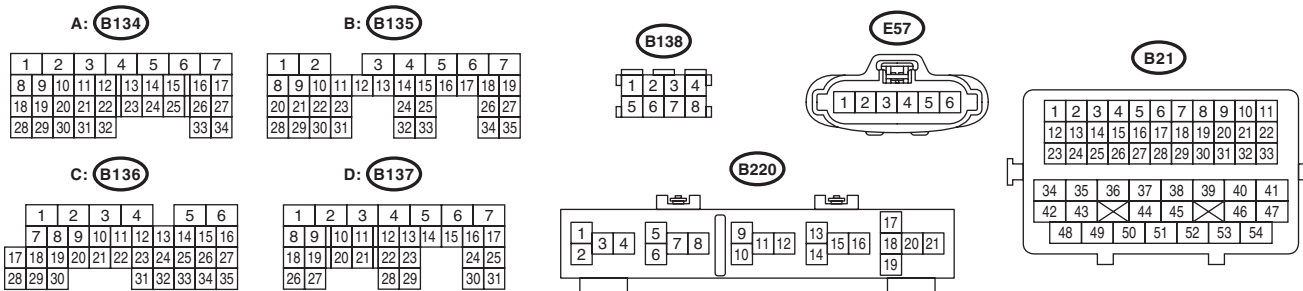 A: B134
1 2 3 4 5 6 7
8 9 10 11 12 13 14 15 16 17
18 19 20 21 22 23 24 25 26 27
28 29 30 31 32 33 34
B: B135
1 2 3 4 5 6 7
8 9 10 11 12 13 14 15 16 17 18 19
20 21 22 23 24 25 26 27
28 29 30 31 32 33 34 35
B138
1 2 3 4
5 6 7 8
E57
1 2 3 4 5 6
B21
1 2 3 4 5 6 7 8 9 10 11
12 13 14 15 16 17 18 19 20 21 22
23 24 25 26 27 28 29 30 31 32 33
34 35 36 37 38 39 40 41
42 43 44 45 46 47
48 49 50 51 52 53 54
C: B136
1 2 3 4 5 6
7 8 9 10 11 12 13 14 15 16
17 18 19 20 21 22 23 24 25 26 27
28 29 30 31 32 33 34 35
D: B137
1 2 3 4 5 6 7
8 9 10 11 12 13 14 15 16 17
18 19 20 21 22 23 24 25
26 27 28 29 30 31
B220
1 5 9 13 17
3 4 7 8 11 12 15 16 18 20 21
2 6 10 14 19